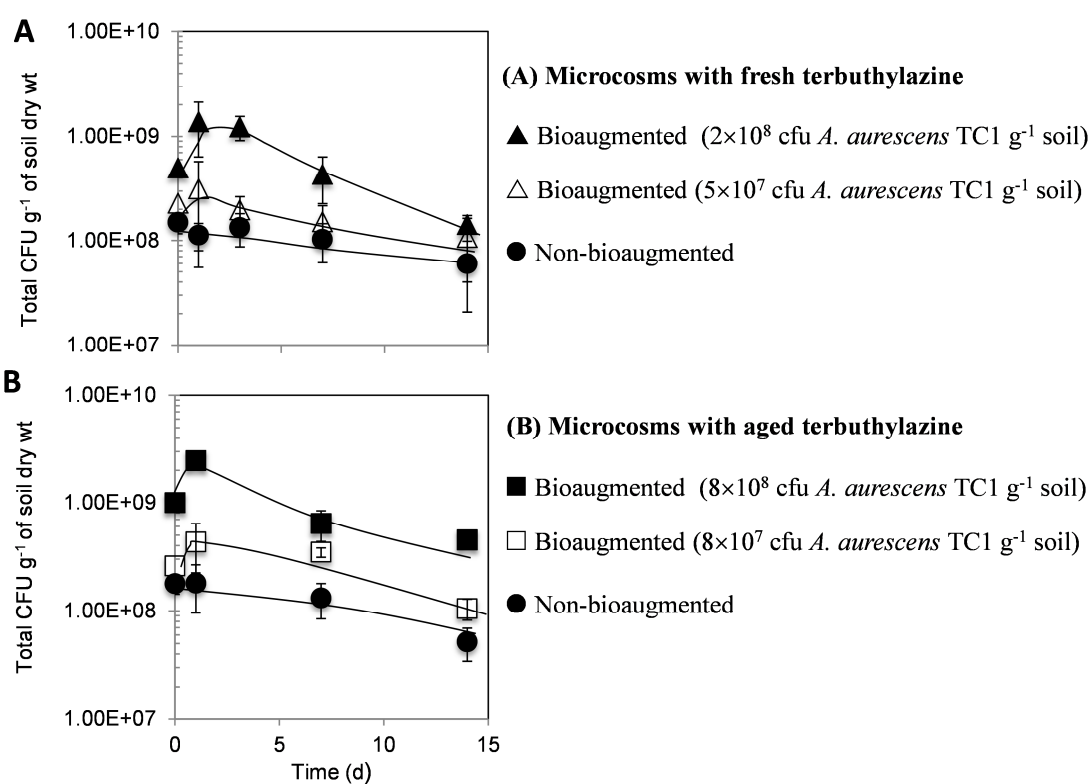 A
1.00E+10
1.00E+09
1.00E+08
1.00E+07
Total CFU g-1 of soil dry wt
(A) Microcosms with fresh terbuthylazine
Bioaugmented (2×10⁸ cfu A. aurescens TC1 g⁻¹ soil)
Bioaugmented (5×10⁷ cfu A. aurescens TC1 g⁻¹ soil)
Non-bioaugmented
B
1.00E+10
1.00E+09
1.00E+08
1.00E+07
Total CFU g-1 of soil dry wt
0 5 10 15
Time (d)
(B) Microcosms with aged terbuthylazine
Bioaugmented (8×10⁸ cfu A. aurescens TC1 g⁻¹ soil)
Bioaugmented (8×10⁷ cfu A. aurescens TC1 g⁻¹ soil)
Non-bioaugmented